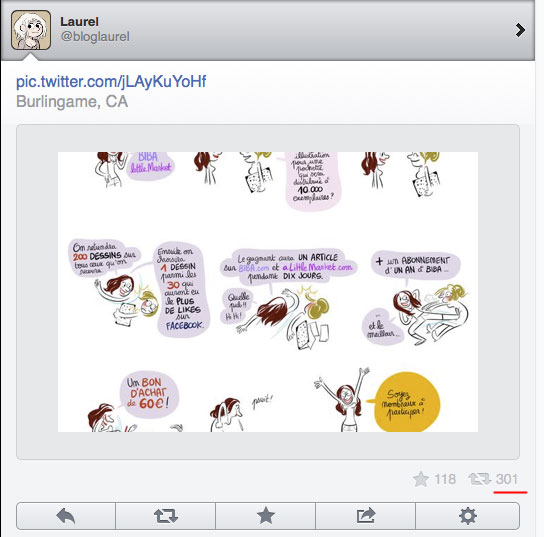 Laurel
@bloglaurel
pic.twitter.com/jLAyKuYoHf
Burlingame, CA
BIBA
little Market
illustration
pour une
pochette
qui sera
distribuée à
10.000
exemplaires?
On retiendra
200 DESSINS sur
tous ceux qu'on
recevra
Ensuite on
choisira
1 DESSIN
parmi les
30 qui
auront eu
le PLUS
DE LIKES
sur
FACEBOOK.
Le gagnant aura UN ARTICLE
sur BIBA.com et a Little Market.com
pendant DIX JOURS.
Quelle
pub!!
Hi Hi!
+ un ABONNEMENT
D'UN AN à BIBA...
...
et le
meilleur...
UN BON
D'ACHAT
de 60€!
prout!
Soyez
nombreux à
participer!
118
301